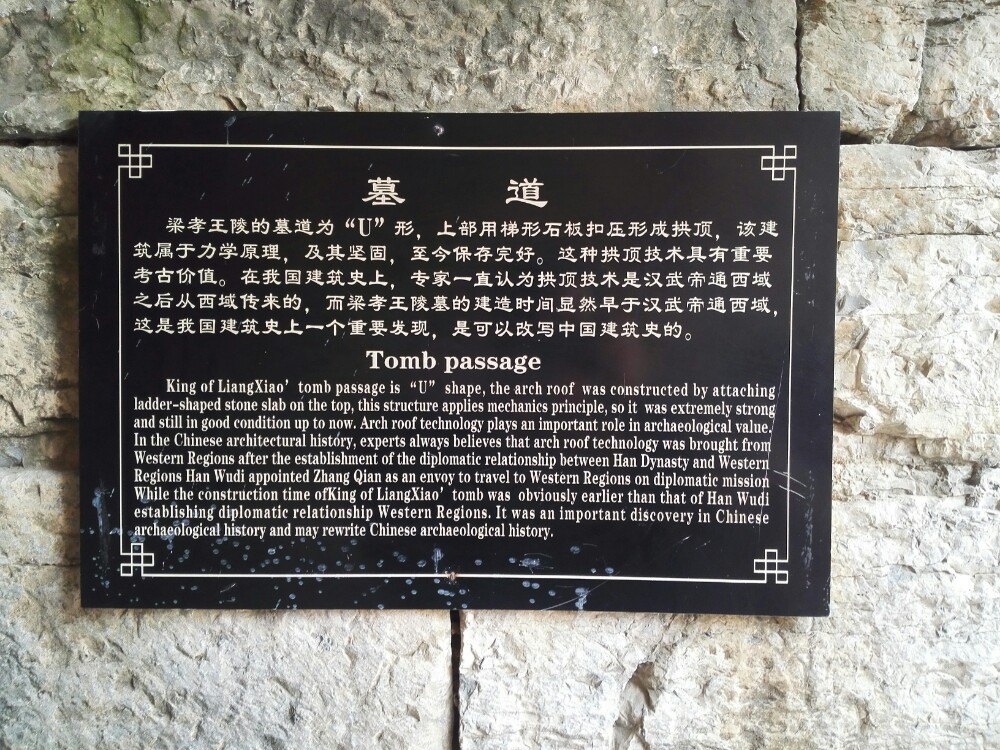 墓 道
梁孝王陵的墓道为“U”形，上部用梯形石板扣压形成拱顶，该建
筑属于力学原理，及其坚固，至今保存完好。这种拱顶技术具有重要
考古价值。在我国建筑史上，专家一直认为拱顶技术是汉武帝通西域
之后从西域传来的，而梁孝王陵墓的建造时间显然早于汉武帝通西域，
这是我国建筑史上一个重要发现，是可以改写中国建筑史的。
Tomb passage
King of LiangXiao’ tomb passage is “U” shape, the arch roof was constructed by attaching
ladder-shaped stone slab on the top, this structure applies mechanics principle, so it was extremely strong
and still in good condition up to now. Arch roof technology plays an important role in archaeological value.
In the Chinese architectural history, experts always believes that arch roof technology was brought from
Western Regions after the establishment of the diplomatic relationship between Han Dynasty and Western
Regions Han Wudi appointed Zhang Qian as an envoy to travel to Western Regions on diplomatic mission
While the construction time ofKing of LiangXiao’ tomb was obviously earlier than that of Han Wudi
establishing diplomatic relationship Western Regions. It was an important discovery in Chinese
archaeological history and may rewrite Chinese archaeological history.